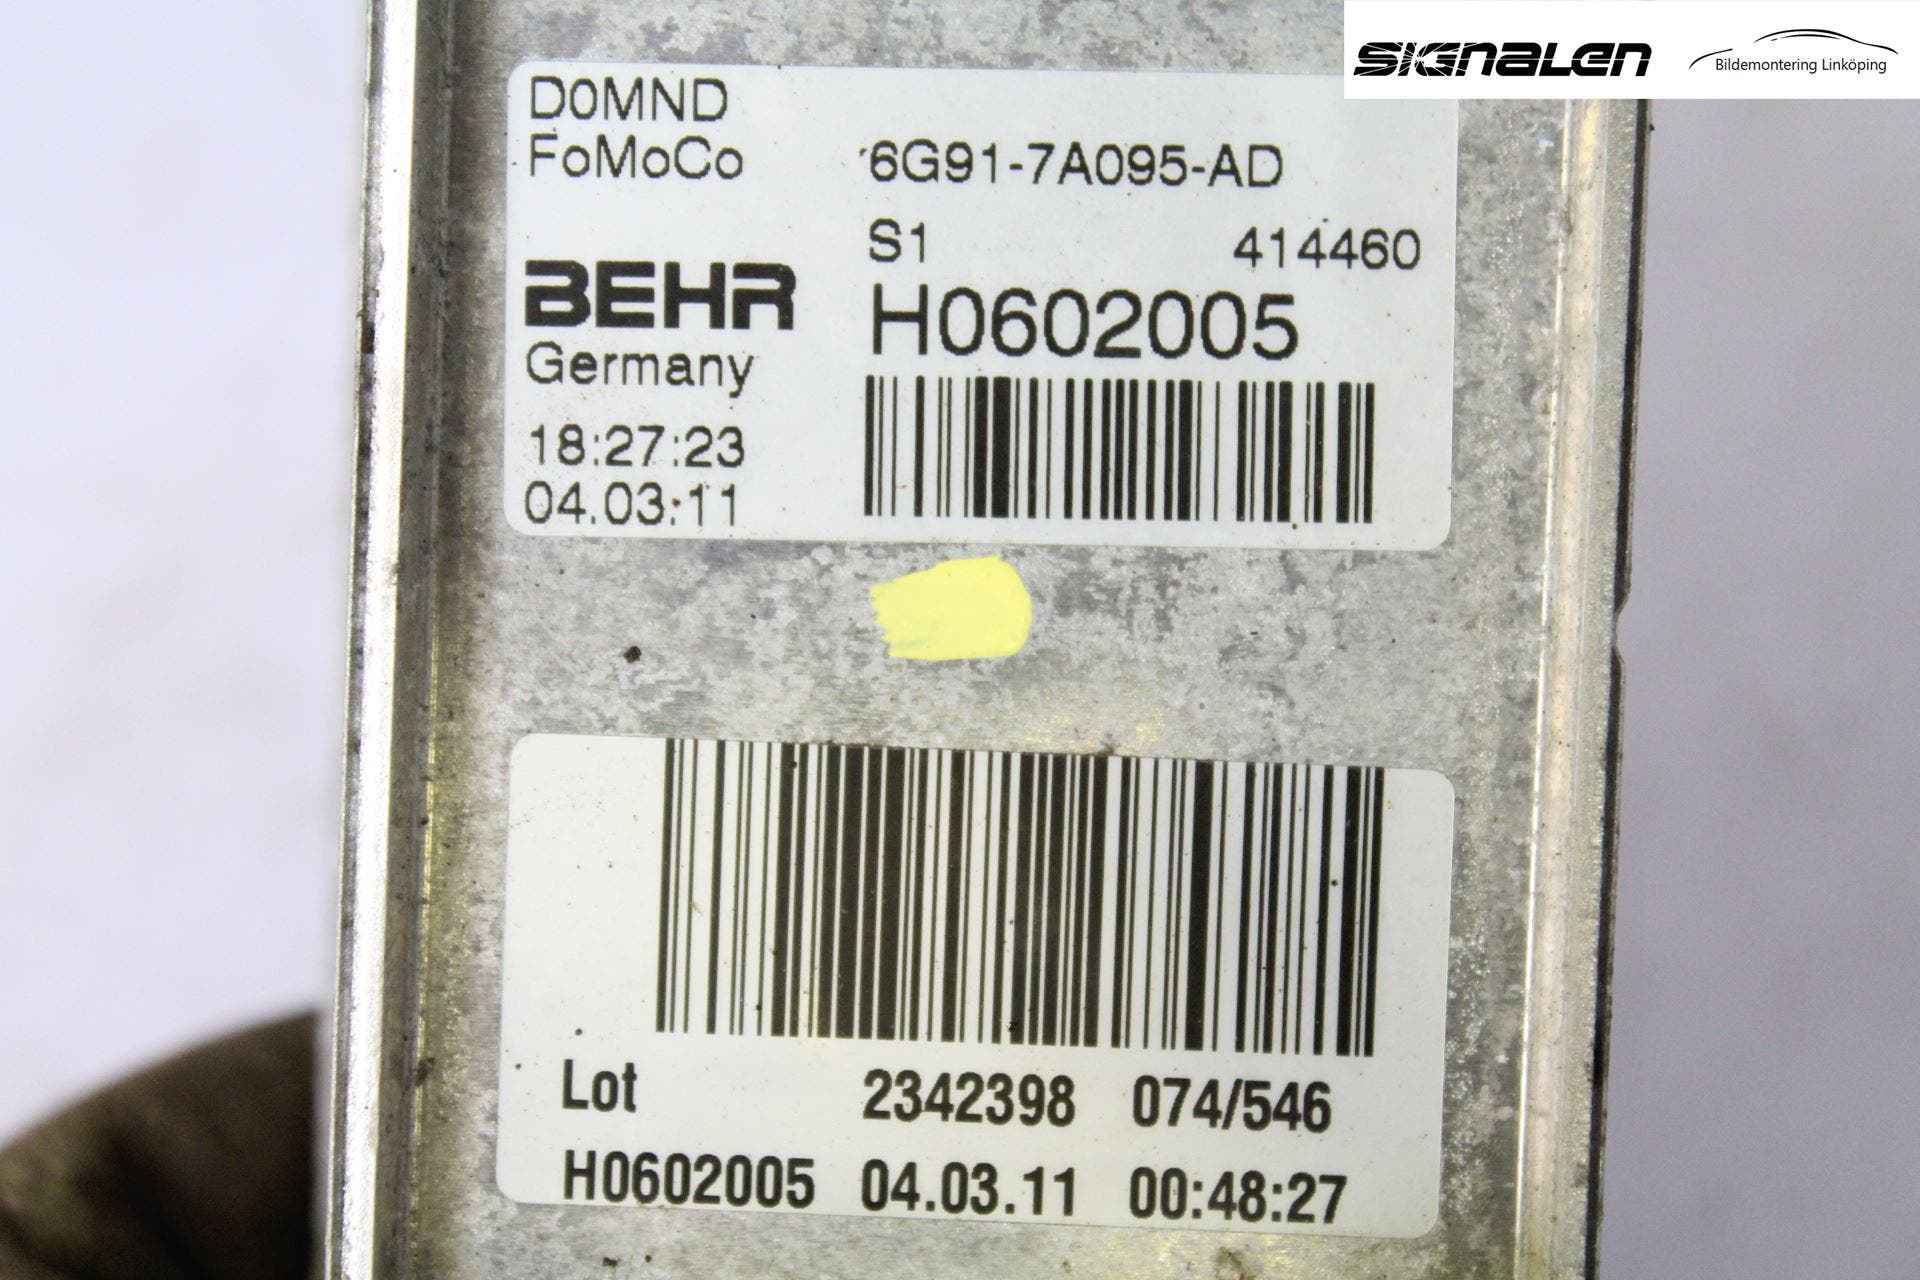 SIGNALEN
Bildemontering Linköping
D0MND
FoMoCo 6G91-7A095-AD
S1 414460
BEHR H0602005
Germany
18:27:23
04.03.11
Lot 2342398 074/546
H0602005 04.03.11 00:48:27